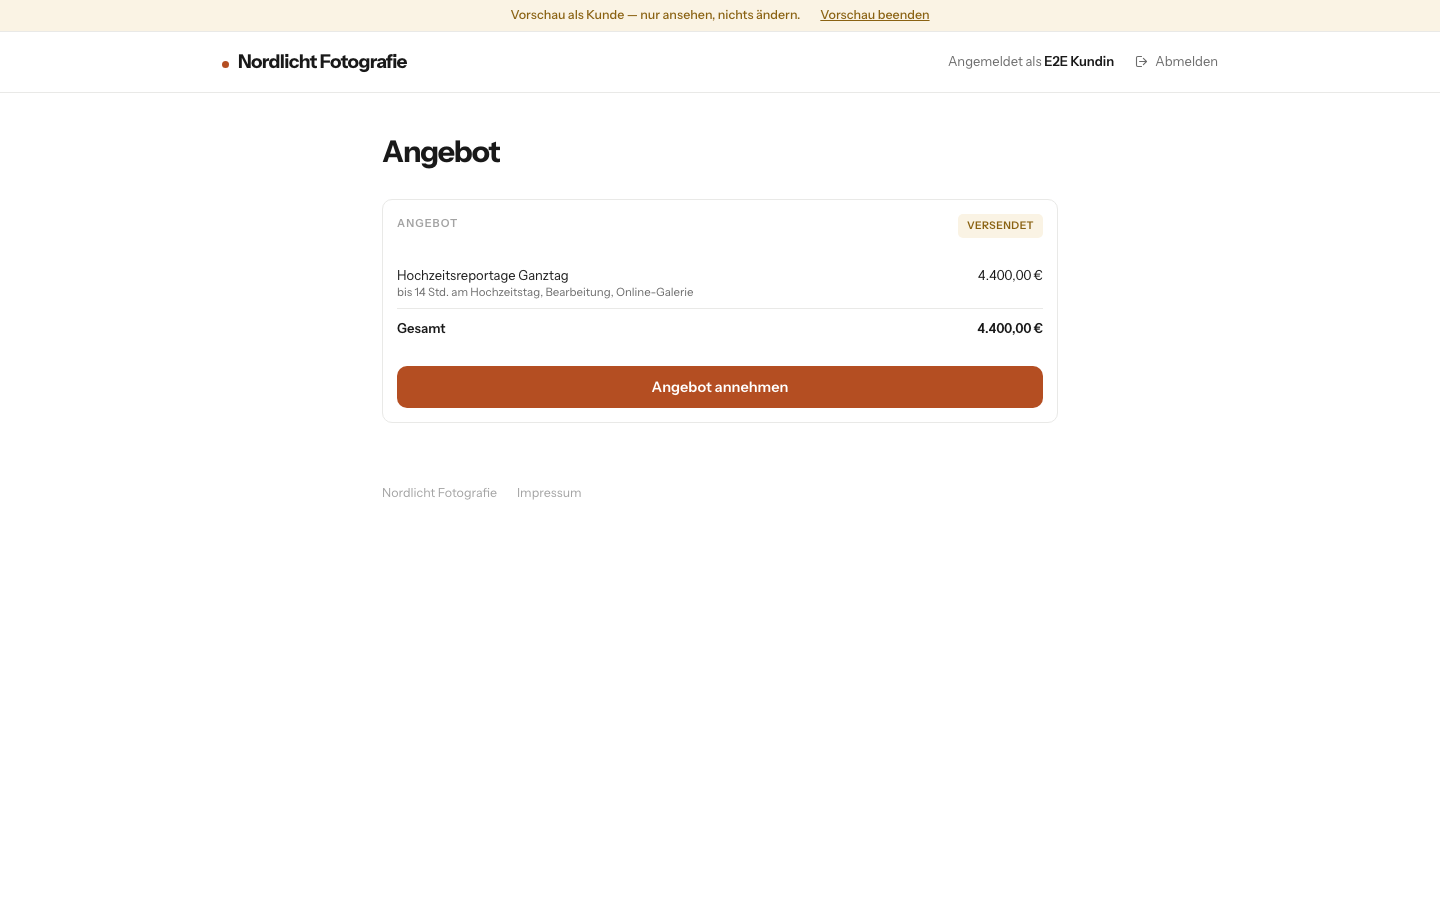 Vorschau als Kunde — nur ansehen, nichts ändern. Vorschau beenden
Nordlicht Fotografie Angemeldet als E2E Kundin Abmelden
Angebot
ANGEBOT VERSENDET
Hochzeitsreportage Ganztag 4.400,00 €
bis 14 Std. am Hochzeitstag, Bearbeitung, Online-Galerie
Gesamt 4.400,00 €
Angebot annehmen
Nordlicht Fotografie Impressum